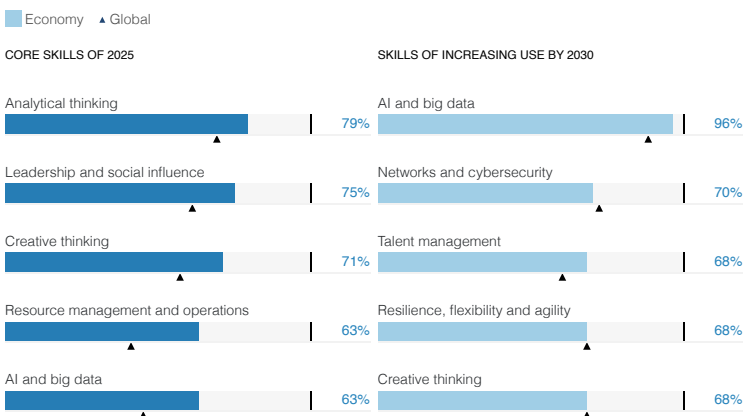 Economy Global
CORE SKILLS OF 2025
Analytical thinking
79%
Leadership and social influence
75%
Creative thinking
71%
Resource management and operations
63%
AI and big data
63%
SKILLS OF INCREASING USE BY 2030
AI and big data
96%
Networks and cybersecurity
70%
Talent management
68%
Resilience, flexibility and agility
68%
Creative thinking
68%